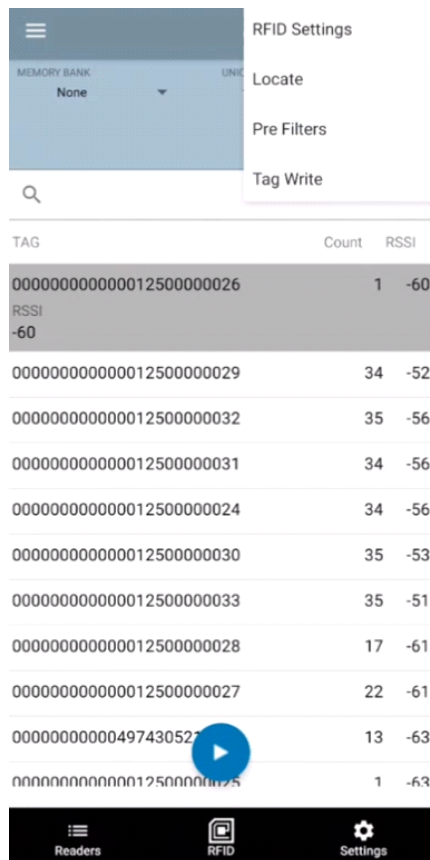 RFID Settings
MEMORY BANK
None
Locate
Pre Filters
Tag Write
TAG Count RSSI
000000000000012500000026 1 -60
RSSI
-60
000000000000012500000029 34 -52
000000000000012500000032 35 -56
000000000000012500000031 34 -56
000000000000012500000024 34 -56
000000000000012500000030 35 -53
000000000000012500000033 35 -51
000000000000012500000028 17 -61
000000000000012500000027 22 -61
13 -63
000000000000012500000025 1 -63
Readers RFID Settings